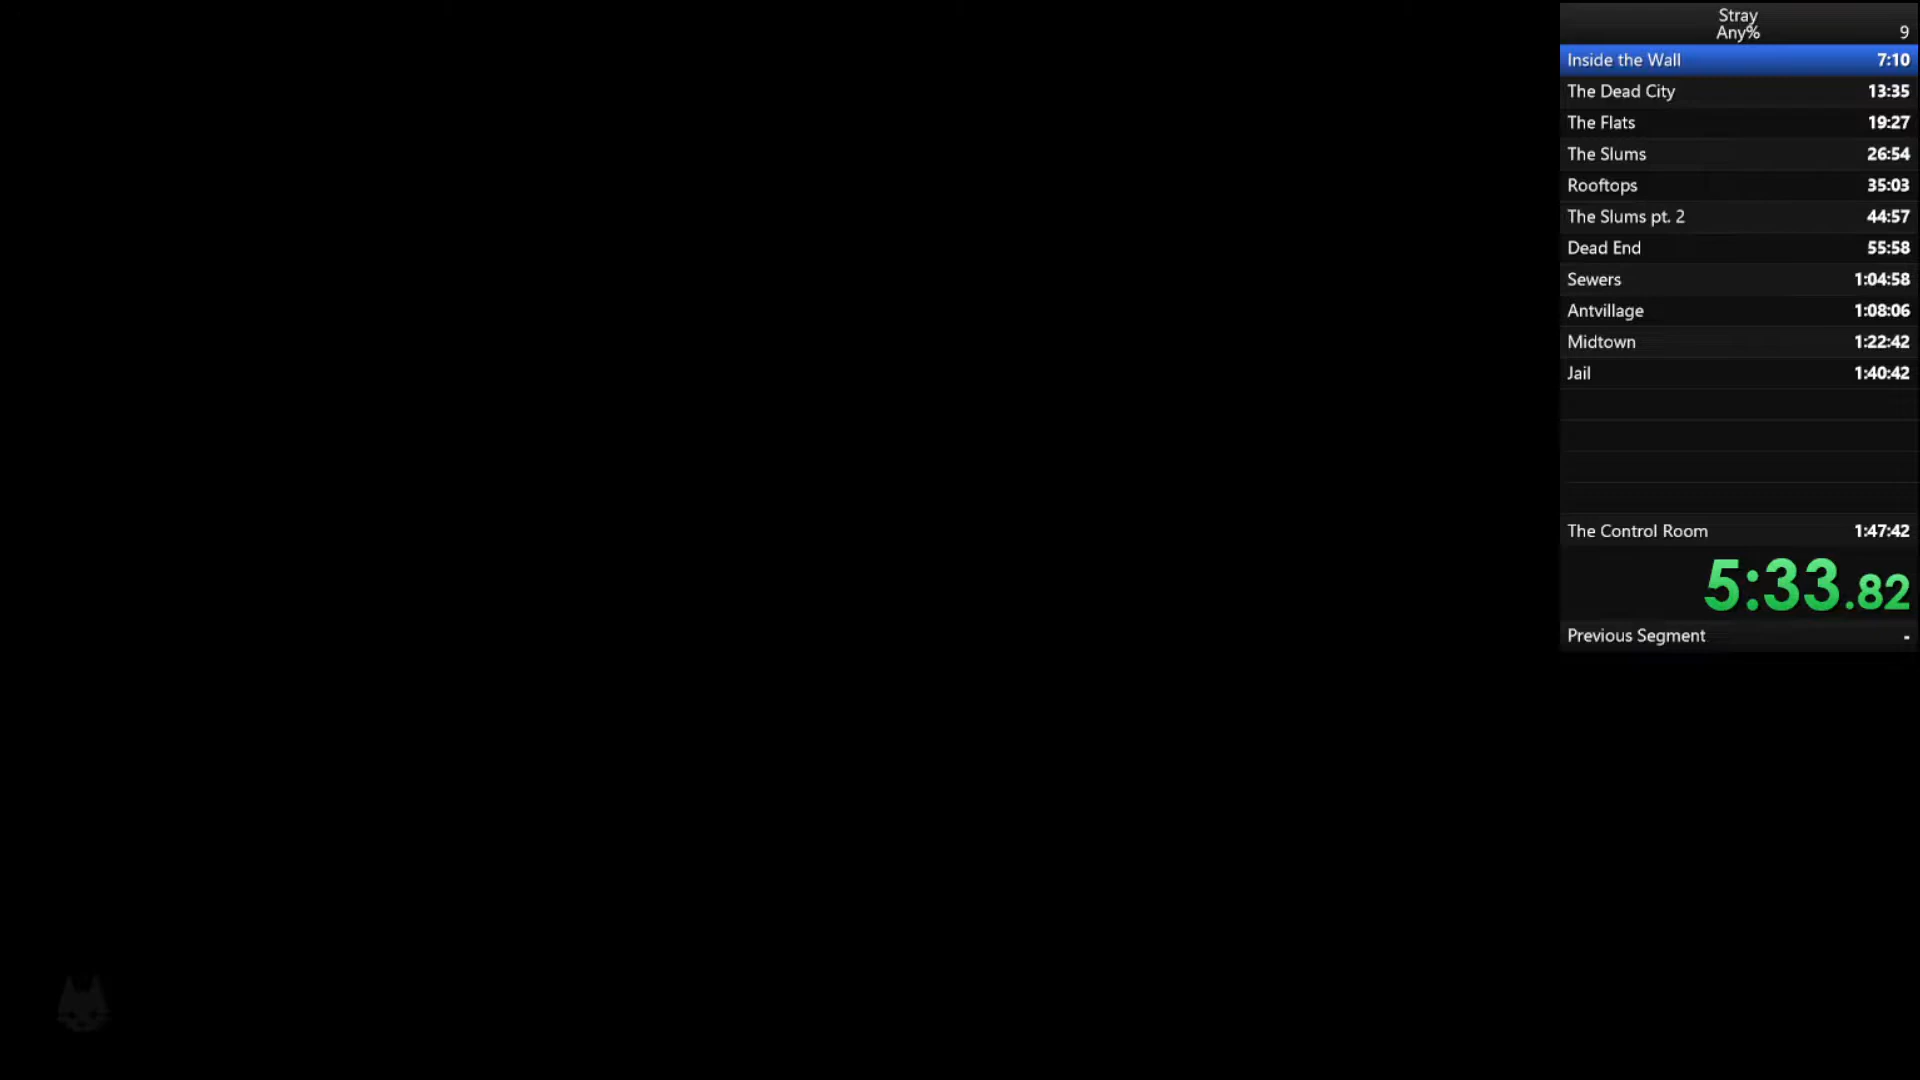 Stray
Any%
9
Inside the Wall 7:10
The Dead City 13:35
The Flats 19:27
The Slums 26:54
Rooftops 35:03
The Slums pt. 2 44:57
Dead End 55:58
Sewers 1:04:58
Antvillage 1:08:06
Midtown 1:22:42
Jail 1:40:42
The Control Room 1:47:42
5:33.82
Previous Segment -